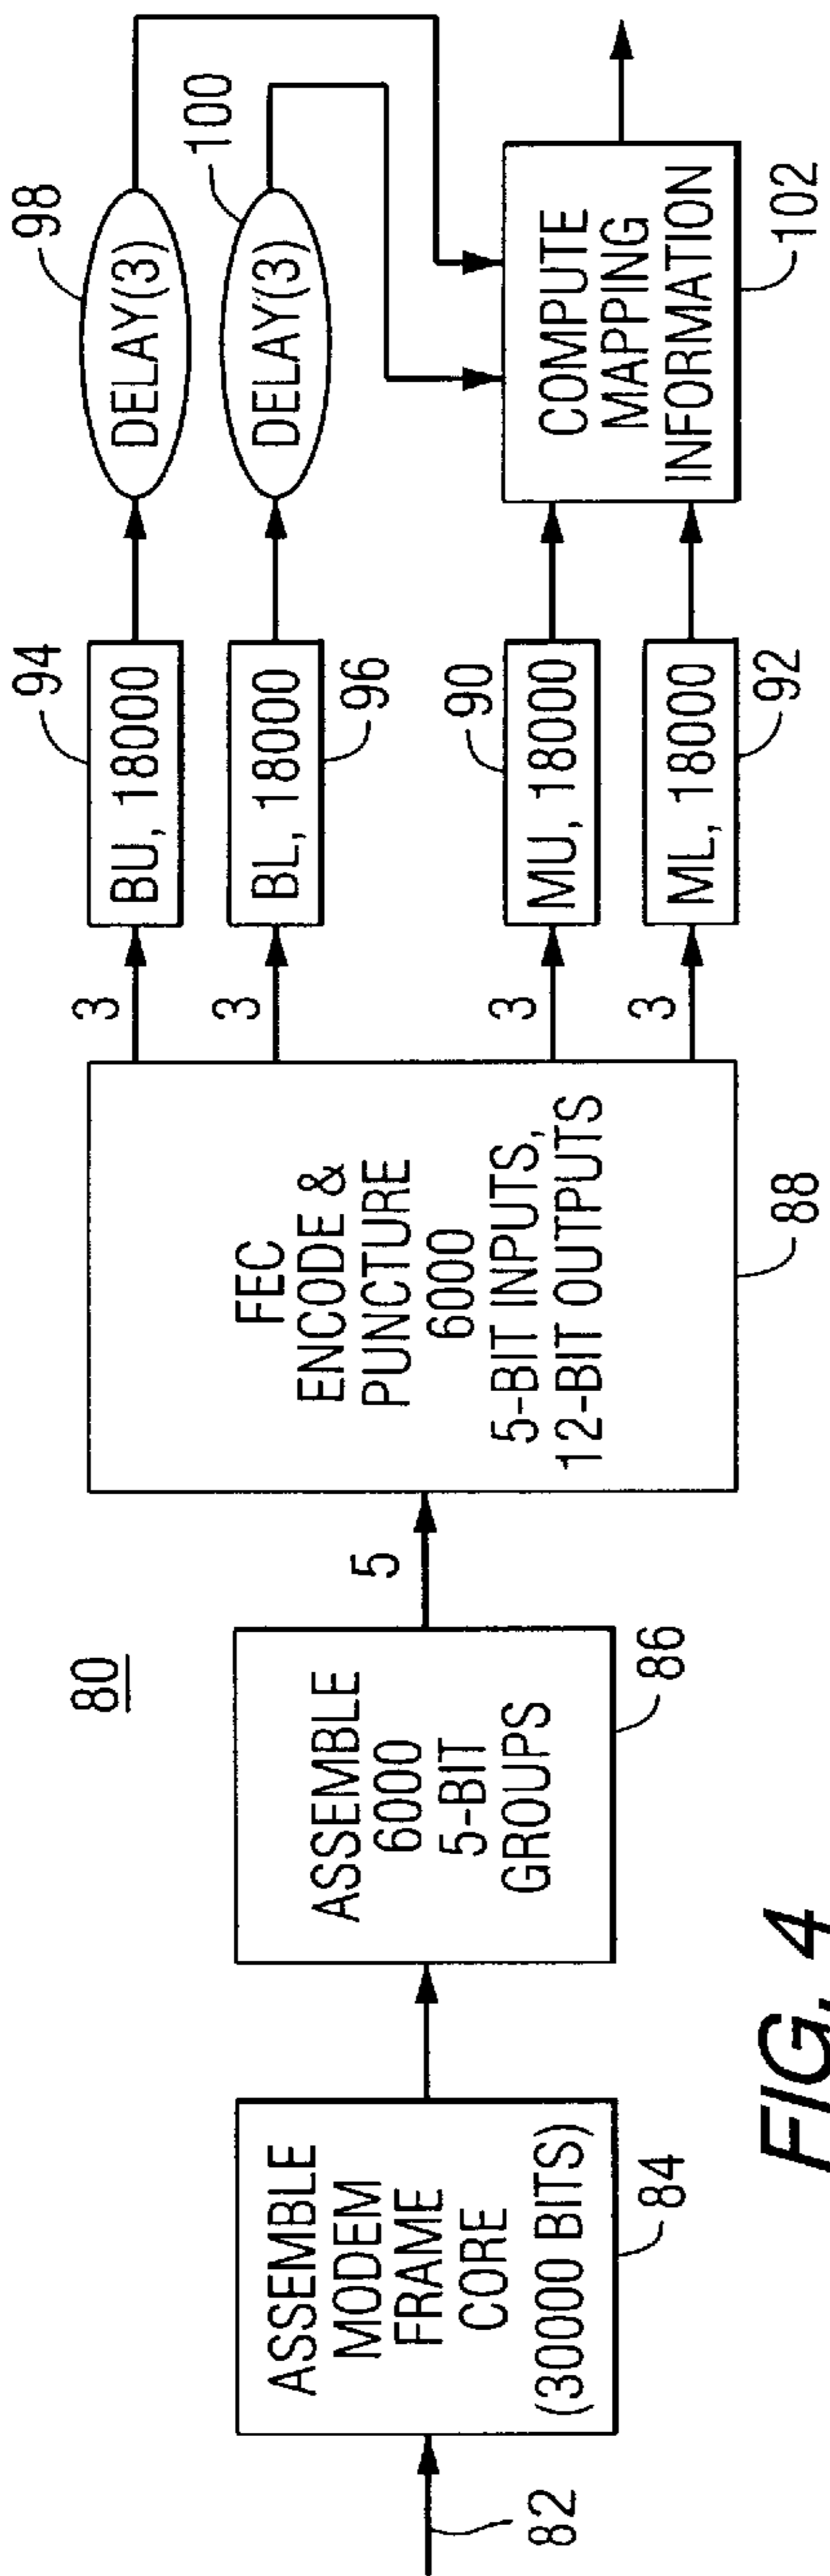 80
82
ASSEMBLE
MODEM
FRAME
CORE
(30000 BITS)
84
ASSEMBLE
6000
5-BIT
GROUPS
86
5
FEC
ENCODE &
PUNCTURE
6000
5-BIT INPUTS,
12-BIT OUTPUTS
88
3
3
3
3
BU, 18000
94
BL, 18000
96
MU, 18000
90
ML, 18000
92
DELAY(3)
98
DELAY(3)
100
COMPUTE
MAPPING
INFORMATION
102
FIG. 4